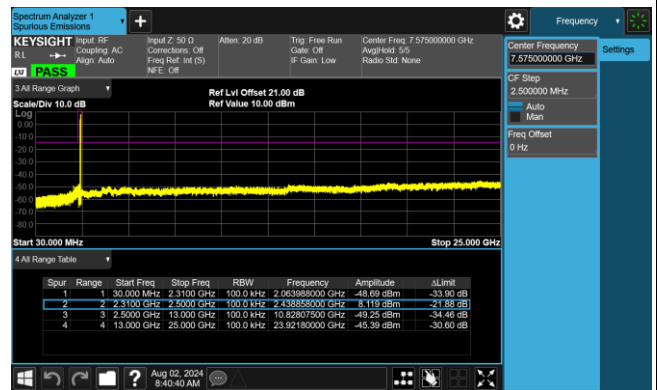 Spectrum Analyzer 1
Spurious Emissions
Frequency
KEYSIGHT
RL
PASS
Input: RF
Coupling: AC
Align: Auto
Input Z: 50 Ω
Corrections: Off
Freq Ref: Int (S)
NFE: Off
Atten: 20 dB
Trig: Free Run
Gate: Off
IF Gain: Low
Center Freq: 7.575000000 GHz
Avg|Hold: 5/5
Radio Std: None
Center Frequency
7.575000000 GHz
Settings
CF Step
2.500000 MHz
Auto
Man
Freq Offset
0 Hz
3 All Range Graph
Scale/Div 10.0 dB
Ref Lvl Offset 21.00 dB
Ref Value 10.00 dBm
Log
0.00
-10.0
-20.0
-30.0
-40.0
-50.0
-60.0
-70.0
-80.0
Start 30.000 MHz
Stop 25.000 GHz
4 All Range Table
Spur Range Start Freq Stop Freq RBW Frequency Amplitude ΔLimit
1 1 30.000 MHz 2.3100 GHz 100.0 kHz 2.063988000 GHz -48.69 dBm -33.90 dB
2 2 2.3100 GHz 2.5000 GHz 100.0 kHz 2.438858000 GHz 8.119 dBm -21.88 dB
3 3 2.5000 GHz 13.000 GHz 100.0 kHz 10.82807500 GHz -49.25 dBm -34.46 dB
4 4 13.000 GHz 25.000 GHz 100.0 kHz 23.92180000 GHz -45.39 dBm -30.60 dB
Aug 02, 2024
8:40:40 AM